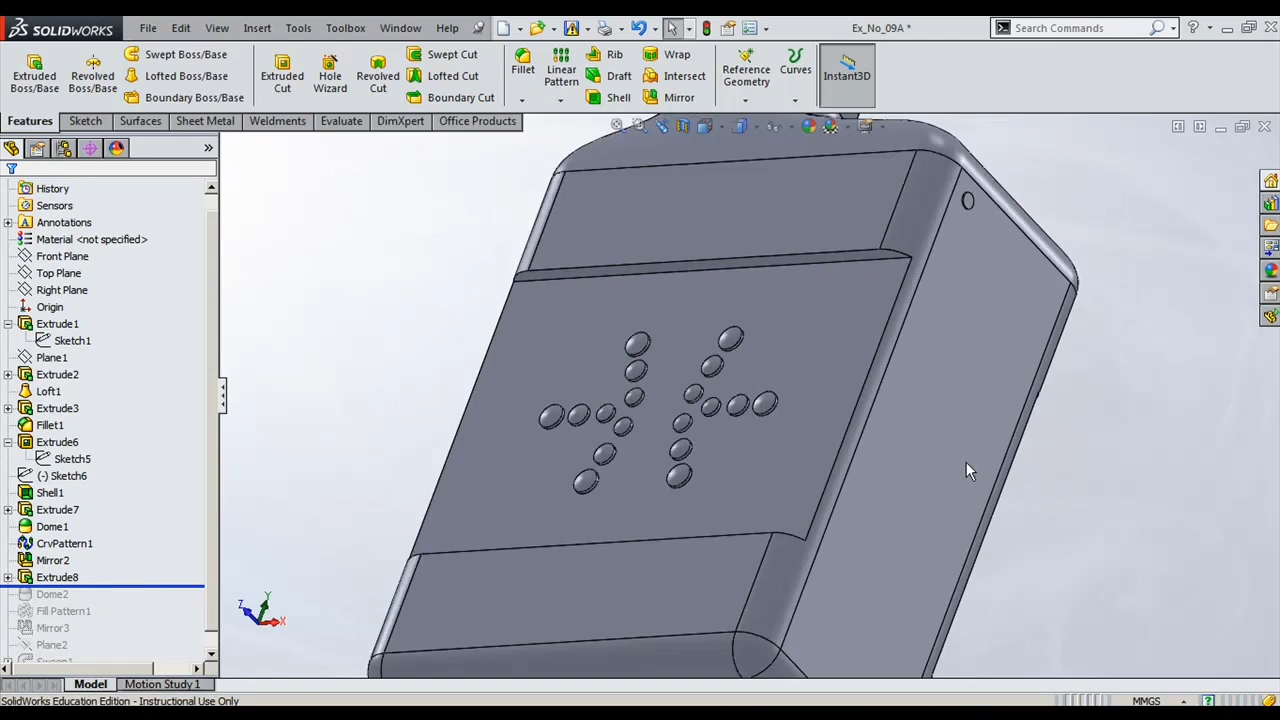 SOLIDWORKS File Edit View Insert Tools Toolbox Window Help Ex_No_09A * Search Commands
Extruded Boss/Base
Revolved Boss/Base
Swept Boss/Base
Lofted Boss/Base
Boundary Boss/Base
Extruded Cut
Hole Wizard
Revolved Cut
Swept Cut
Lofted Cut
Boundary Cut
Fillet
Linear Pattern
Rib
Draft
Shell
Wrap
Intersect
Mirror
Reference Geometry
Curves
Instant3D
Features Sketch Surfaces Sheet Metal Weldments Evaluate DimXpert Office Products
History
Sensors
Annotations
Material <not specified>
Front Plane
Top Plane
Right Plane
Origin
Extrude1
Sketch1
Plane1
Extrude2
Loft1
Extrude3
Fillet1
Extrude6
Sketch5
(-) Sketch6
Shell1
Extrude7
Dome1
CrvPattern1
Mirror2
Extrude8
Dome2
Fill Pattern1
Mirror3
Plane2
Z Y X
Model Motion Study 1
SolidWorks Education Edition - Instructional Use Only MMGS